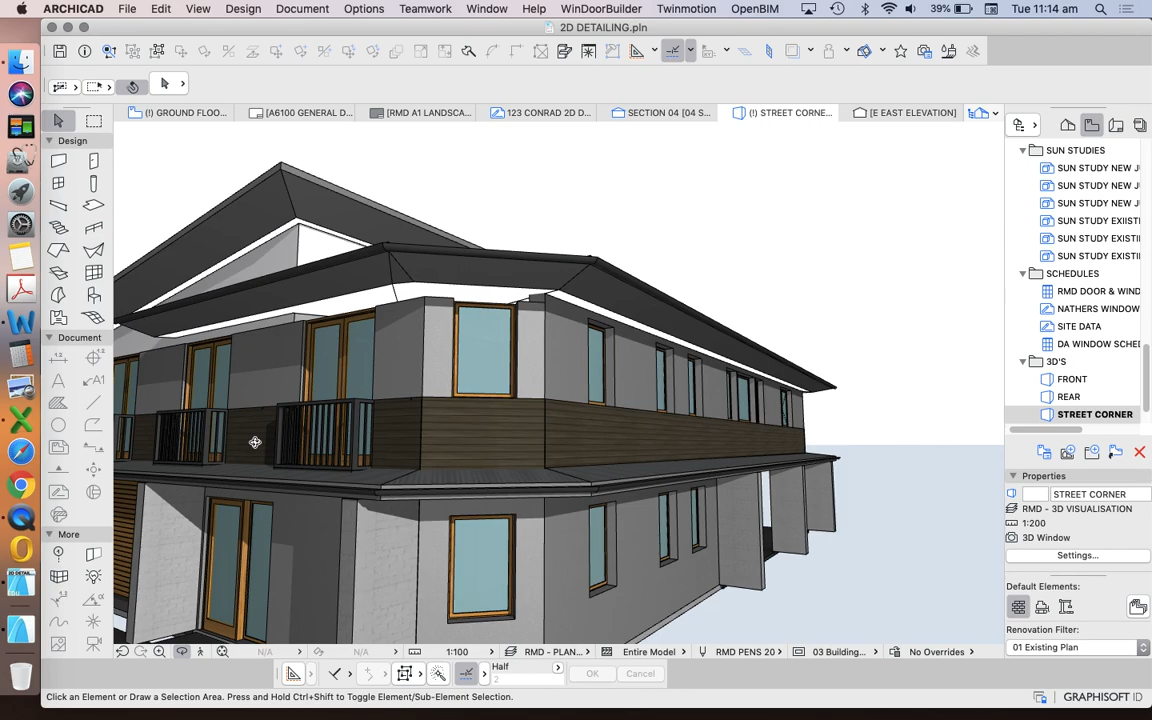 ARCHICAD File Edit View Design Document Options Teamwork Window Help WinDoorBuilder Twinmotion OpenBIM 39% Tue 11:14 am
2D DETAILING.pln
(!) GROUND FLOO... [A6100 GENERAL D... [RMD A1 LANDSCA... 123 CONRAD 2D D... SECTION 04 [04 S... (!) STREET CORNE... [E EAST ELEVATION]
Design
Document
More
SUN STUDIES
SUN STUDY NEW J
SUN STUDY NEW J
SUN STUDY NEW J
SUN STUDY EXIISTI
SUN STUDY EXISTI
SUN STUDY EXISTI
SCHEDULES
RMD DOOR & WIND
NATHERS WINDOW
SITE DATA
DA WINDOW SCHED
3D'S
FRONT
REAR
STREET CORNER
Properties
STREET CORNER
RMD - 3D VISUALISATION
1:200
3D Window
Settings...
Default Elements:
Renovation Filter:
01 Existing Plan
N/A N/A 1:100 RMD - PLAN... Entire Model RMD PENS 20 03 Building... No Overrides
Half
2
OK Cancel
Click an Element or Draw a Selection Area. Press and Hold Ctrl+Shift to Toggle Element/Sub-Element Selection.
GRAPHISOFT ID